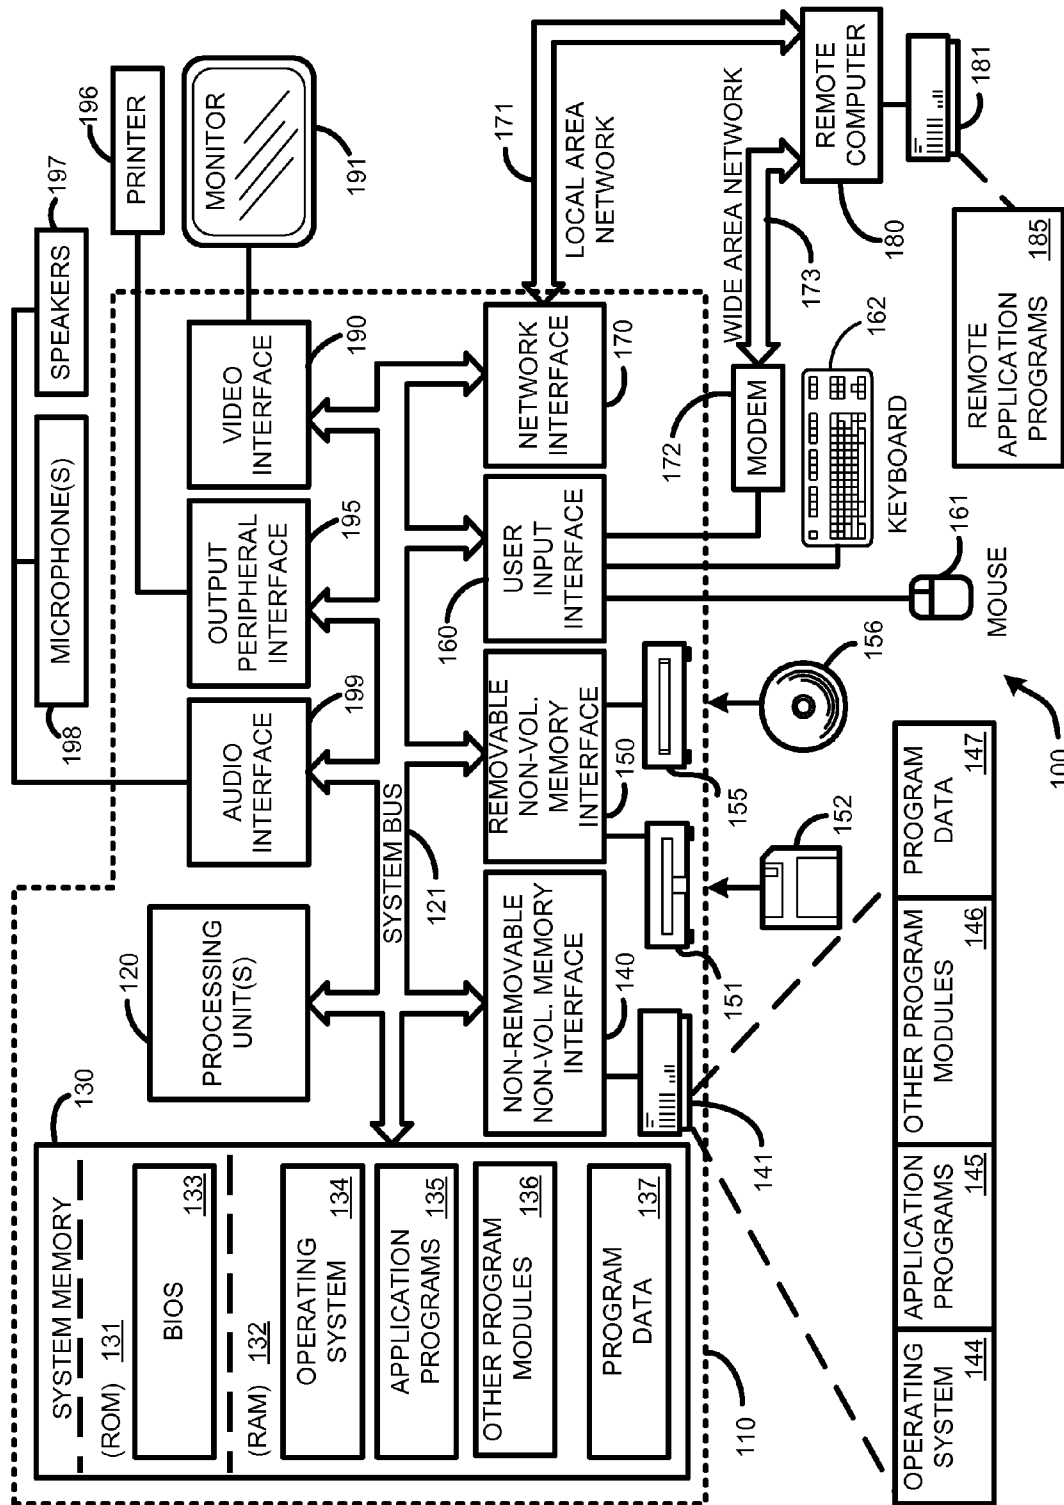 SYSTEM MEMORY
130
(ROM) 131
BIOS
133
(RAM) 132
OPERATING
SYSTEM
134
APPLICATION
PROGRAMS
135
OTHER PROGRAM
MODULES
136
PROGRAM
DATA
137
110
120
PROCESSING
UNIT(S)
SYSTEM BUS
121
198
MICROPHONE(S)
SPEAKERS
197
PRINTER
196
MONITOR
191
AUDIO
INTERFACE
199
OUTPUT
PERIPHERAL
INTERFACE
195
VIDEO
INTERFACE
190
NON-REMOVABLE
NON-VOL. MEMORY
INTERFACE
140
REMOVABLE
NON-VOL.
MEMORY
INTERFACE
150
160
USER
INPUT
INTERFACE
NETWORK
INTERFACE
170
171
LOCAL AREA
NETWORK
WIDE AREA NETWORK
173
172
MODEM
141
151
155
152
156
KEYBOARD
162
MOUSE
161
REMOTE
COMPUTER
180
181
REMOTE
APPLICATION
PROGRAMS
185
OPERATING
SYSTEM
144
APPLICATION
PROGRAMS
145
OTHER PROGRAM
MODULES
146
PROGRAM
DATA
147
100